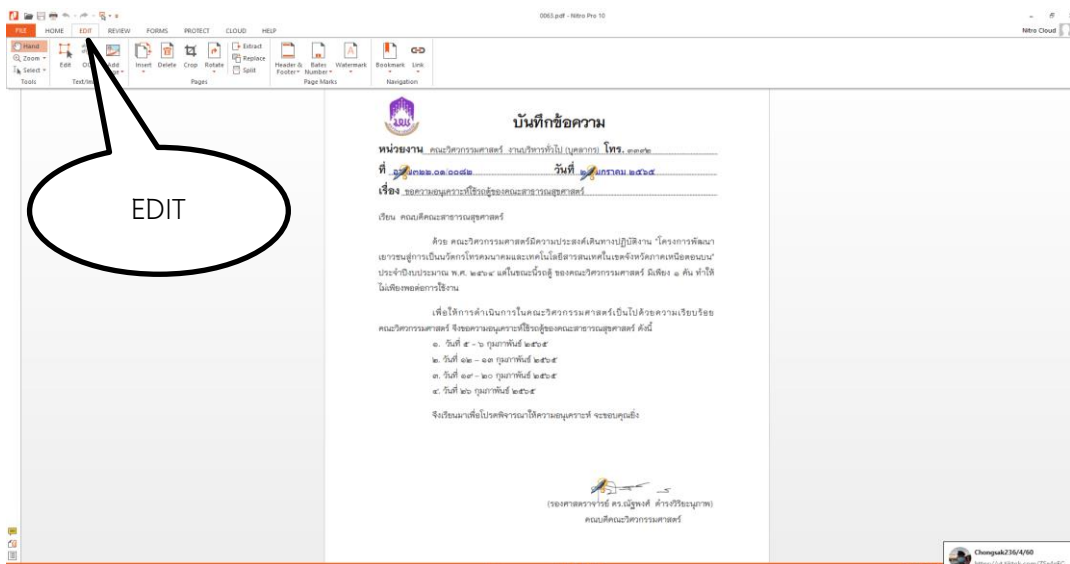 0063.pdf - Nitro Pro 10
FILE HOME EDIT REVIEW FORMS PROTECT CLOUD HELP
Nitro Cloud
Hand
Zoom
Select
Tools
Edit
Text/Im
Insert Delete Crop Rotate
Extract
Replace
Split
Pages
Header & Footer Bates Number Watermark
Page Marks
Bookmark Link
Navigation
EDIT
บันทึกข้อความ
หน่วยงาน คณะวิศวกรรมศาสตร์ งานบริหารทั่วไป (บุคลากร) โทร. ๓๓๙๒
ที่ ๓๒๒.๐๑/๐๐๘๒ วันที่ มกราคม ๒๕๖๕
เรื่อง ขอความอนุเคราะห์ใช้รถตู้ของคณะสาธารณสุขศาสตร์
เรียน คณบดีคณะสาธารณสุขศาสตร์
ด้วย คณะวิศวกรรมศาสตร์มีความประสงค์เดินทางปฏิบัติงาน "โครงการพัฒนา
เยาวชนสู่การเป็นนวัตกรโทรคมนาคมและเทคโนโลยีสารสนเทศในเขตจังหวัดภาคเหนือตอนบน"
ประจำปีงบประมาณ พ.ศ. ๒๕๖๔ แต่ในขณะนี้รถตู้ ของคณะวิศวกรรมศาสตร์ มีเพียง ๑ คัน ทำให้
ไม่เพียงพอต่อการใช้งาน
เพื่อให้การดำเนินการในคณะวิศวกรรมศาสตร์เป็นไปด้วยความเรียบร้อย
คณะวิศวกรรมศาสตร์ จึงขอความอนุเคราะห์ใช้รถตู้ของคณะสาธารณสุขศาสตร์ ดังนี้
๑. วันที่ ๕ - ๖ กุมภาพันธ์ ๒๕๖๕
๒. วันที่ ๑๒ – ๑๓ กุมภาพันธ์ ๒๕๖๕
๓. วันที่ ๑๙ – ๒๐ กุมภาพันธ์ ๒๕๖๕
๔. วันที่ ๒๖ กุมภาพันธ์ ๒๕๖๕
จึงเรียนมาเพื่อโปรดพิจารณาให้ความอนุเคราะห์ จะขอบคุณยิ่ง
(รองศาสตราจารย์ ดร.ณัฐพงศ์ ดำรงวิริยะนุภาพ)
คณบดีคณะวิศวกรรมศาสตร์
Chongsak236/4/60